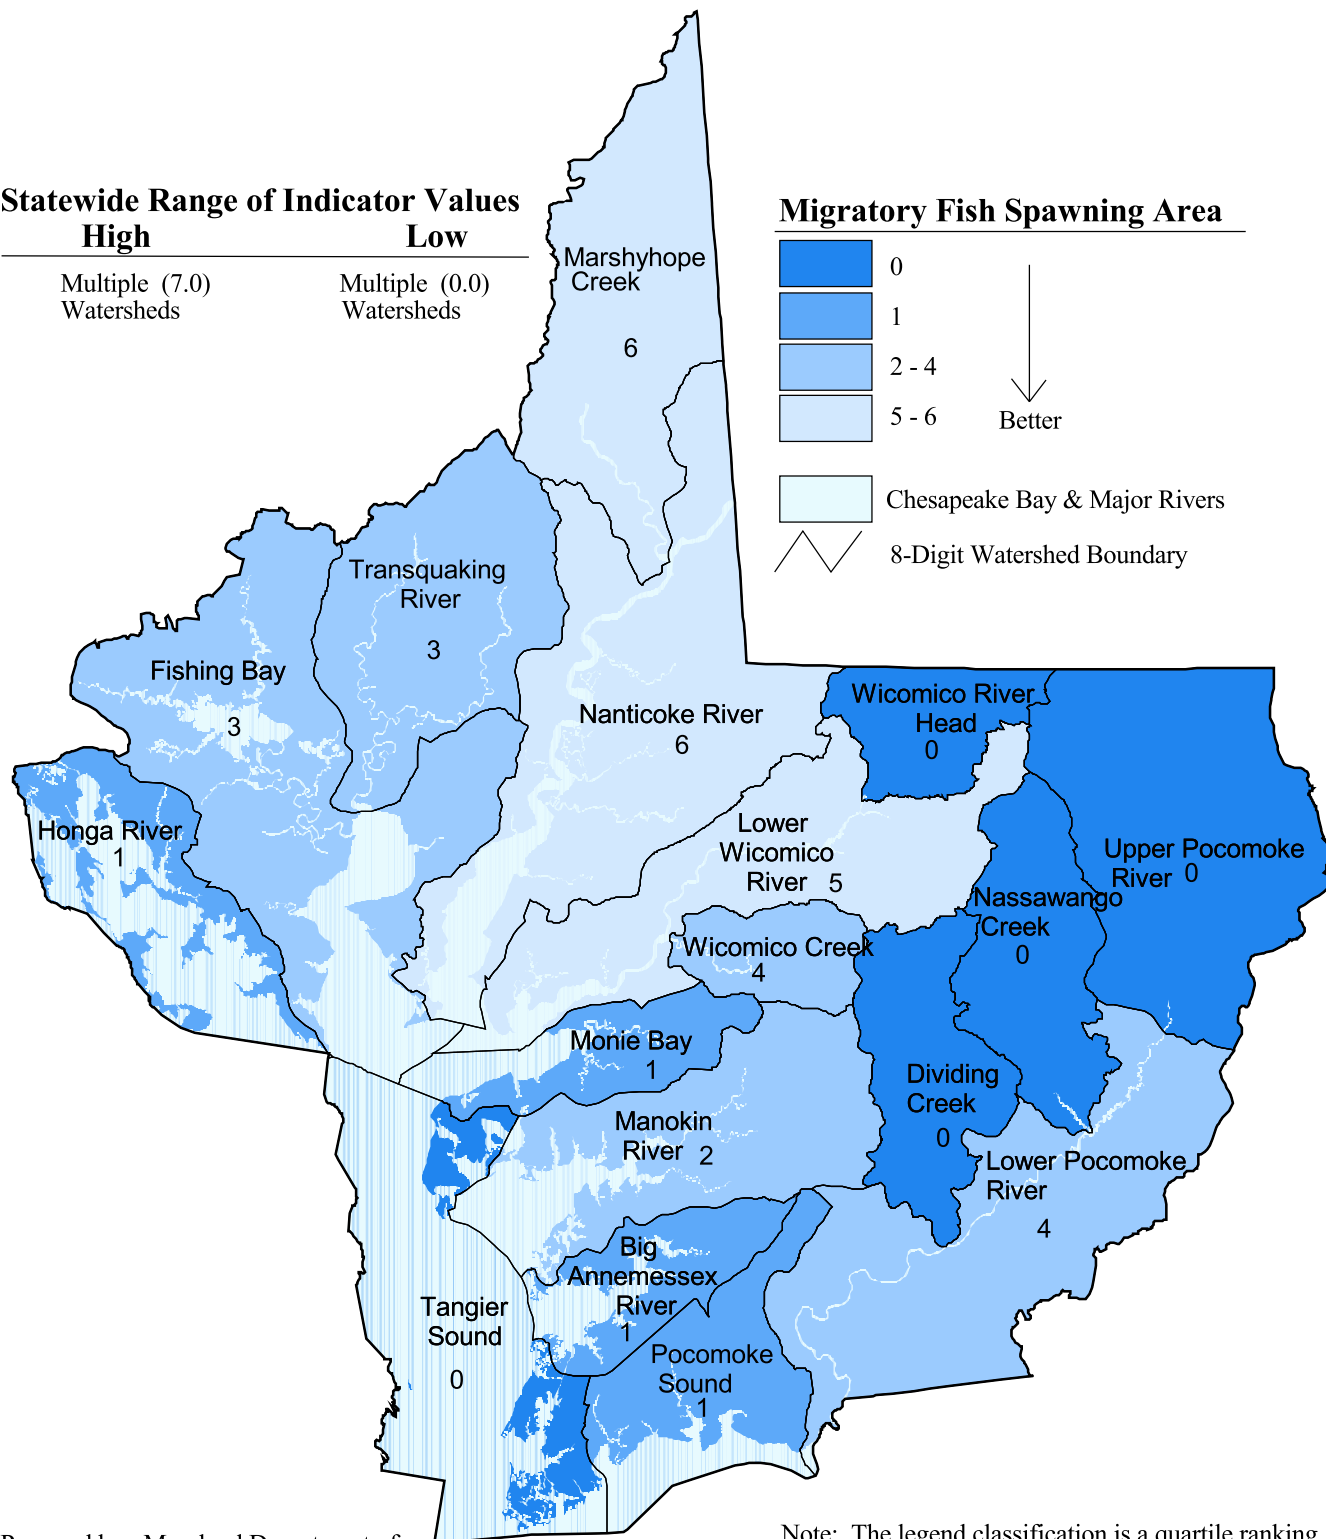 Statewide Range of Indicator Values
High Low
Multiple (7.0) Multiple (0.0)
Watersheds Watersheds
Migratory Fish Spawning Area
0
1
2 - 4
5 - 6
Better
Chesapeake Bay & Major Rivers
8-Digit Watershed Boundary
Marshyhope
Creek
6
Transquaking
River
3
Fishing Bay
3
Nanticoke River
6
Wicomico River
Head
0
Honga River
1
Lower
Wicomico
River 5
Upper Pocomoke
River 0
Nassawango
Creek
0
Wicomico Creek
4
Monie Bay
1
Dividing
Creek
0
Manokin
River 2
Lower Pocomoke
River
4
Big
Annemessex
River
1
Tangier
Sound
0
Pocomoke
Sound
1
Note: The legend classification is a quartile ranking